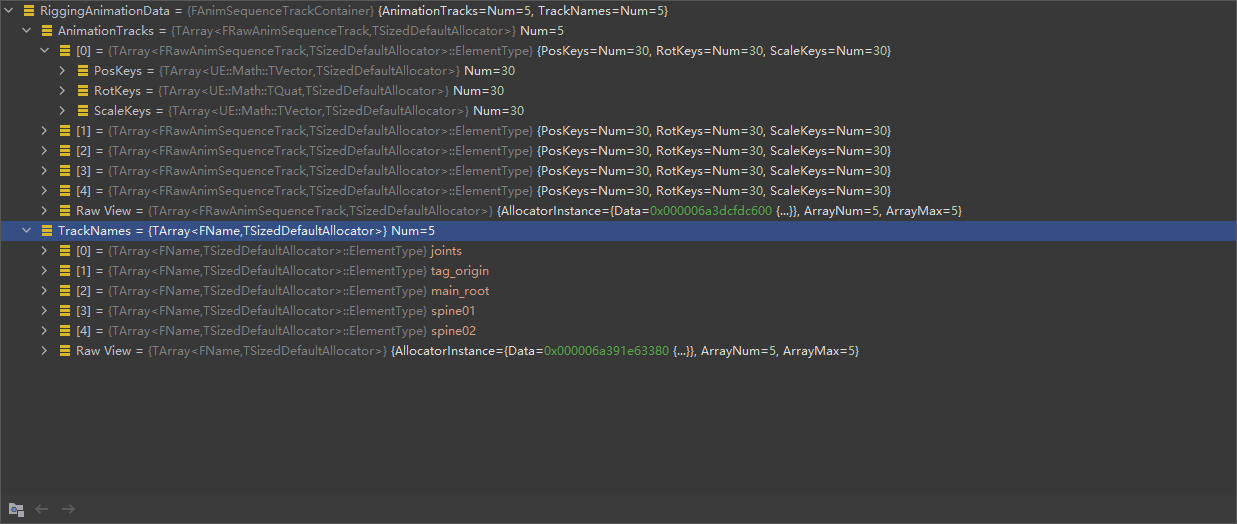 RiggingAnimationData = {FAnimSequenceTrackContainer} {AnimationTracks=Num=5, TrackNames=Num=5}
AnimationTracks = {TArray<FRawAnimSequenceTrack,TSizedDefaultAllocator>} Num=5
[0] = {TArray<FRawAnimSequenceTrack,TSizedDefaultAllocator>::ElementType} {PosKeys=Num=30, RotKeys=Num=30, ScaleKeys=Num=30}
PosKeys = {TArray<UE::Math::TVector,TSizedDefaultAllocator>} Num=30
RotKeys = {TArray<UE::Math::TQuat,TSizedDefaultAllocator>} Num=30
ScaleKeys = {TArray<UE::Math::TVector,TSizedDefaultAllocator>} Num=30
[1] = {TArray<FRawAnimSequenceTrack,TSizedDefaultAllocator>::ElementType} {PosKeys=Num=30, RotKeys=Num=30, ScaleKeys=Num=30}
[2] = {TArray<FRawAnimSequenceTrack,TSizedDefaultAllocator>::ElementType} {PosKeys=Num=30, RotKeys=Num=30, ScaleKeys=Num=30}
[3] = {TArray<FRawAnimSequenceTrack,TSizedDefaultAllocator>::ElementType} {PosKeys=Num=30, RotKeys=Num=30, ScaleKeys=Num=30}
[4] = {TArray<FRawAnimSequenceTrack,TSizedDefaultAllocator>::ElementType} {PosKeys=Num=30, RotKeys=Num=30, ScaleKeys=Num=30}
Raw View = {TArray<FRawAnimSequenceTrack,TSizedDefaultAllocator>} {AllocatorInstance={Data=0x000006a3dcfdc600 {...}}, ArrayNum=5, ArrayMax=5}
TrackNames = {TArray<FName,TSizedDefaultAllocator>} Num=5
[0] = {TArray<FName,TSizedDefaultAllocator>::ElementType} joints
[1] = {TArray<FName,TSizedDefaultAllocator>::ElementType} tag_origin
[2] = {TArray<FName,TSizedDefaultAllocator>::ElementType} main_root
[3] = {TArray<FName,TSizedDefaultAllocator>::ElementType} spine01
[4] = {TArray<FName,TSizedDefaultAllocator>::ElementType} spine02
Raw View = {TArray<FName,TSizedDefaultAllocator>} {AllocatorInstance={Data=0x000006a391e63380 {...}}, ArrayNum=5, ArrayMax=5}